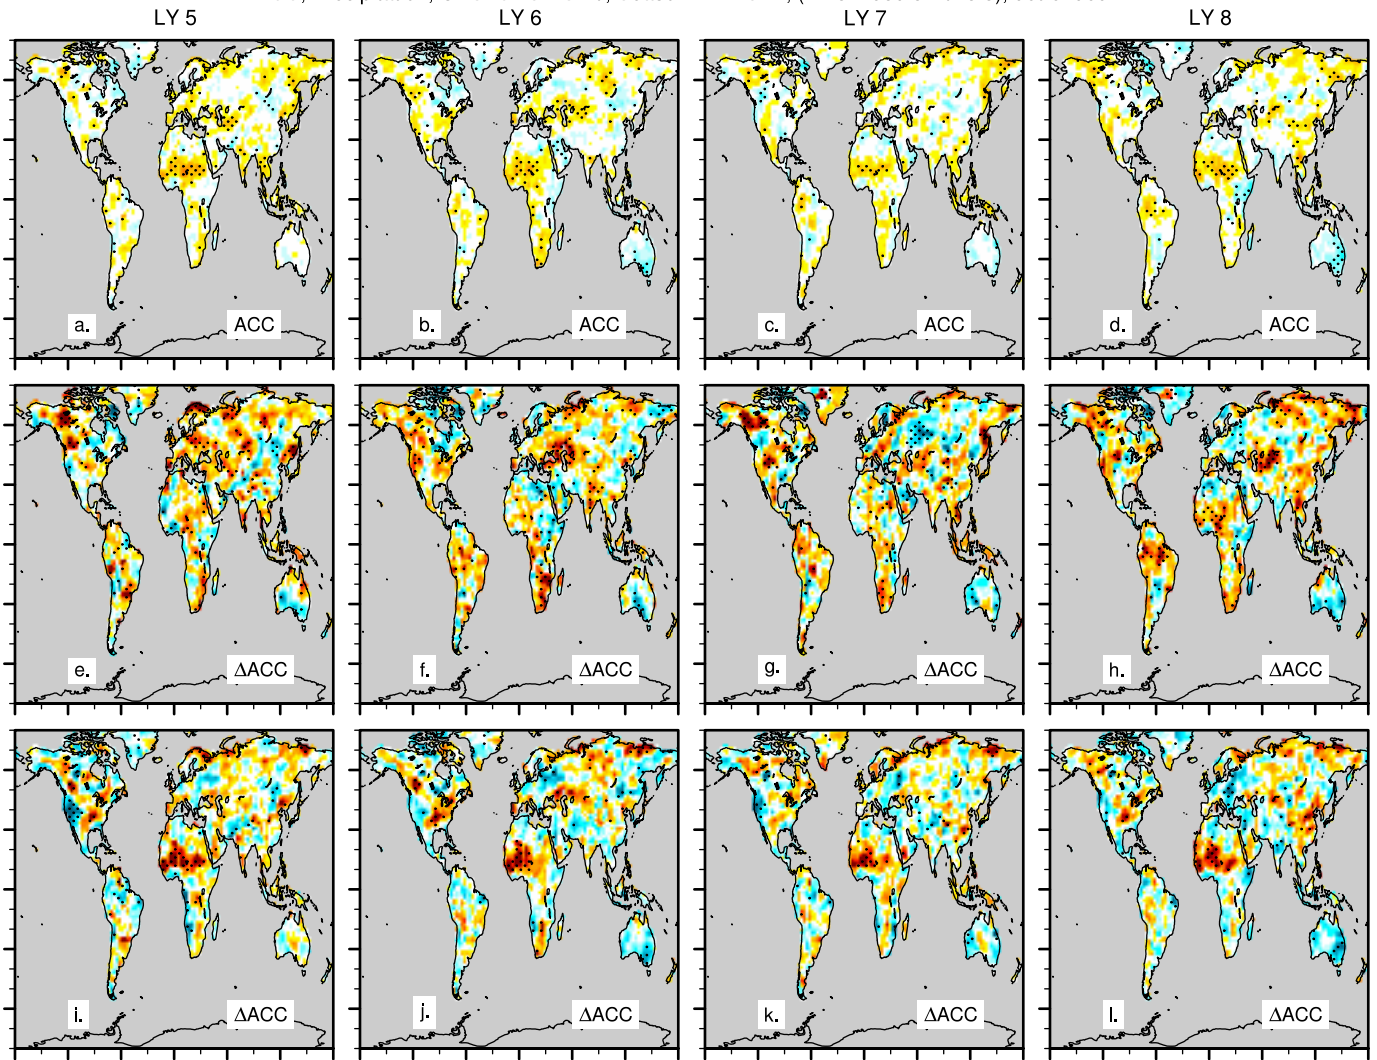 LY 5
LY 6
LY 7
LY 8
a.
ACC
b.
ACC
c.
ACC
d.
ACC
e.
ΔACC
f.
ΔACC
g.
ΔACC
h.
ΔACC
i.
ΔACC
j.
ΔACC
k.
ΔACC
l.
ΔACC